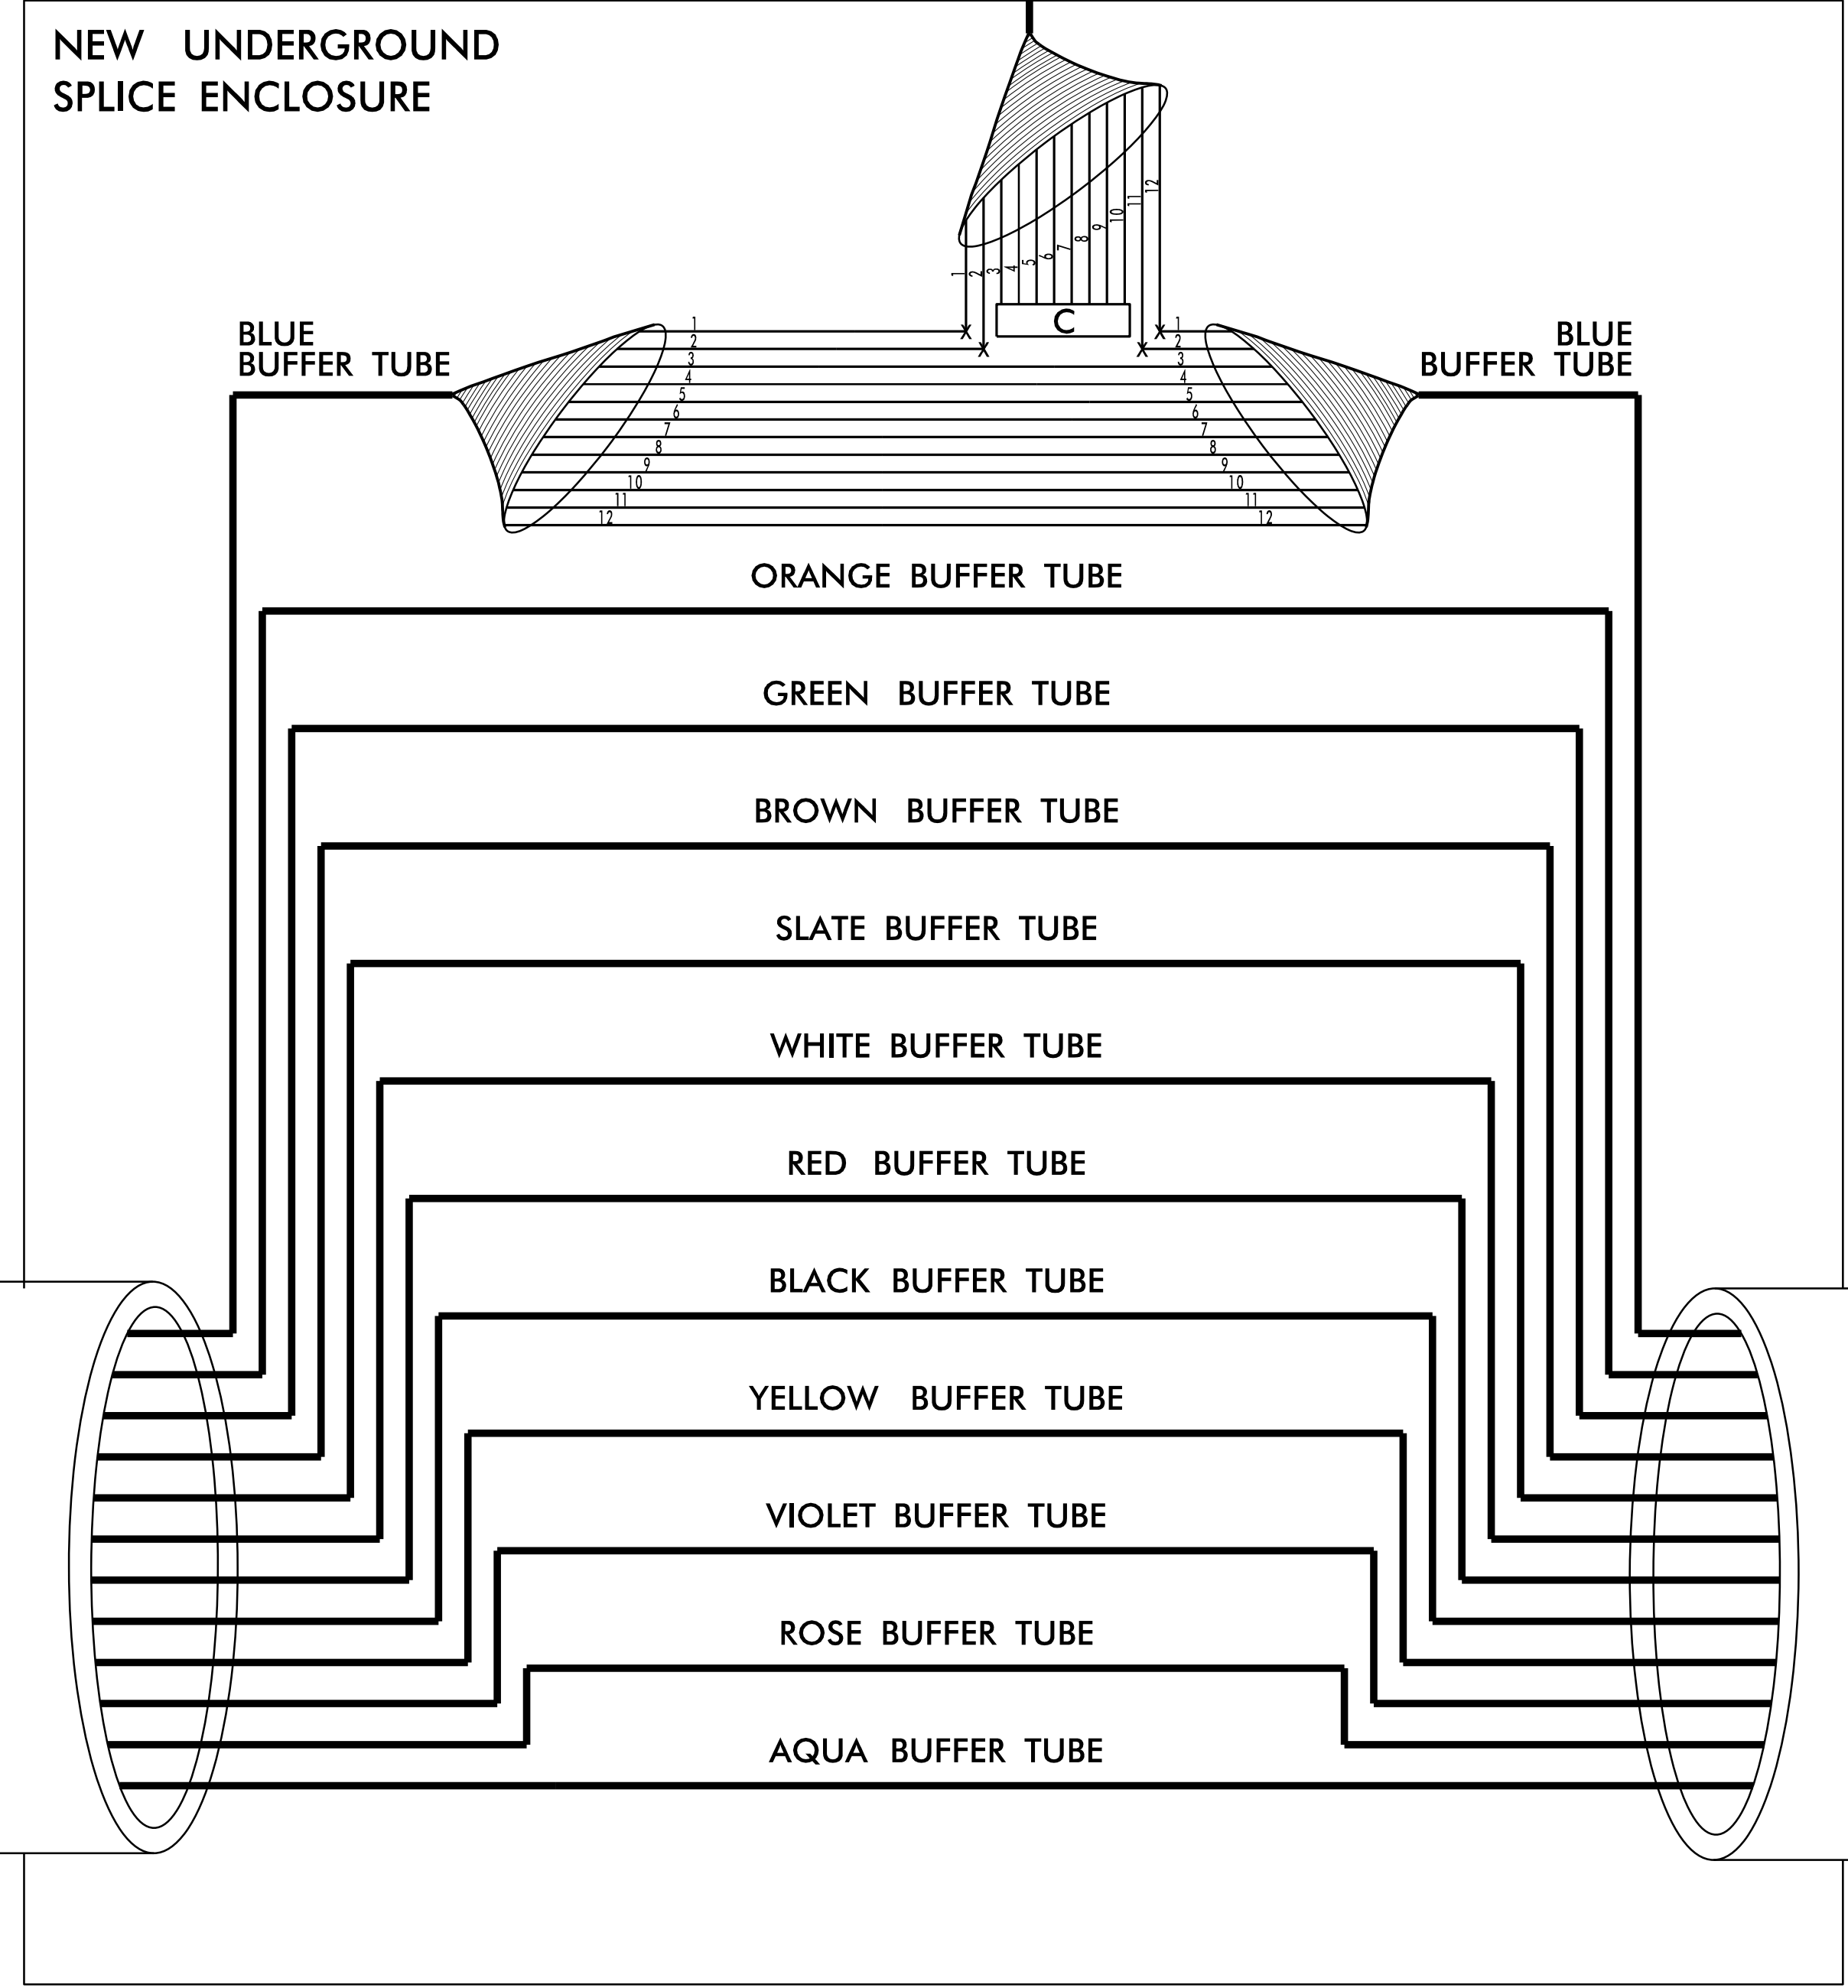 NEW UNDERGROUND
SPLICE ENCLOSURE
1 2 3 4 5 6 7 8 9 10 11 12
C
BLUE
BUFFER TUBE
1
2
3
4
5
6
7
8
9
10
11
12
X X X X
1
2
3
4
5
6
7
8
9
10
11
12
BLUE
BUFFER TUBE
ORANGE BUFFER TUBE
GREEN BUFFER TUBE
BROWN BUFFER TUBE
SLATE BUFFER TUBE
WHITE BUFFER TUBE
RED BUFFER TUBE
BLACK BUFFER TUBE
YELLOW BUFFER TUBE
VIOLET BUFFER TUBE
ROSE BUFFER TUBE
AQUA BUFFER TUBE